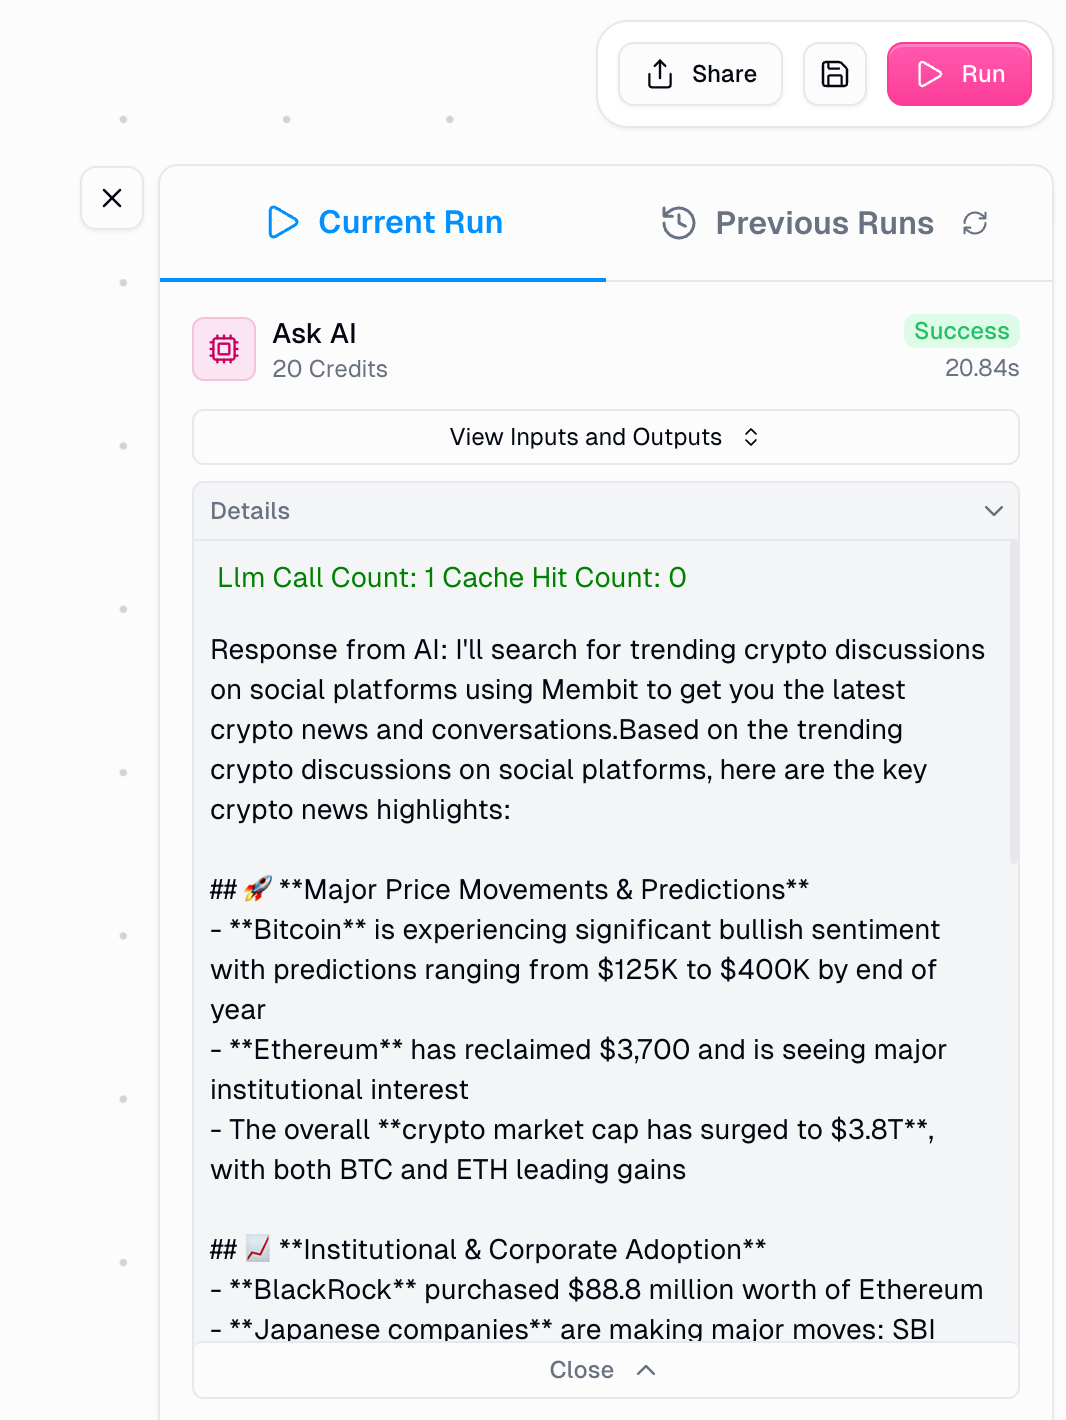 Share
Run
Current Run
Previous Runs
Ask AI
20 Credits
Success
20.84s
View Inputs and Outputs
Details
Llm Call Count: 1 Cache Hit Count: 0
Response from AI: I'll search for trending crypto discussions
on social platforms using Membit to get you the latest
crypto news and conversations.Based on the trending
crypto discussions on social platforms, here are the key
crypto news highlights:
## 🚀 **Major Price Movements & Predictions**
- **Bitcoin** is experiencing significant bullish sentiment
with predictions ranging from $125K to $400K by end of
year
- **Ethereum** has reclaimed $3,700 and is seeing major
institutional interest
- The overall **crypto market cap has surged to $3.8T**,
with both BTC and ETH leading gains
## 📈 **Institutional & Corporate Adoption**
- **BlackRock** purchased $88.8 million worth of Ethereum
- **Japanese companies** are making major moves: SBI
Close